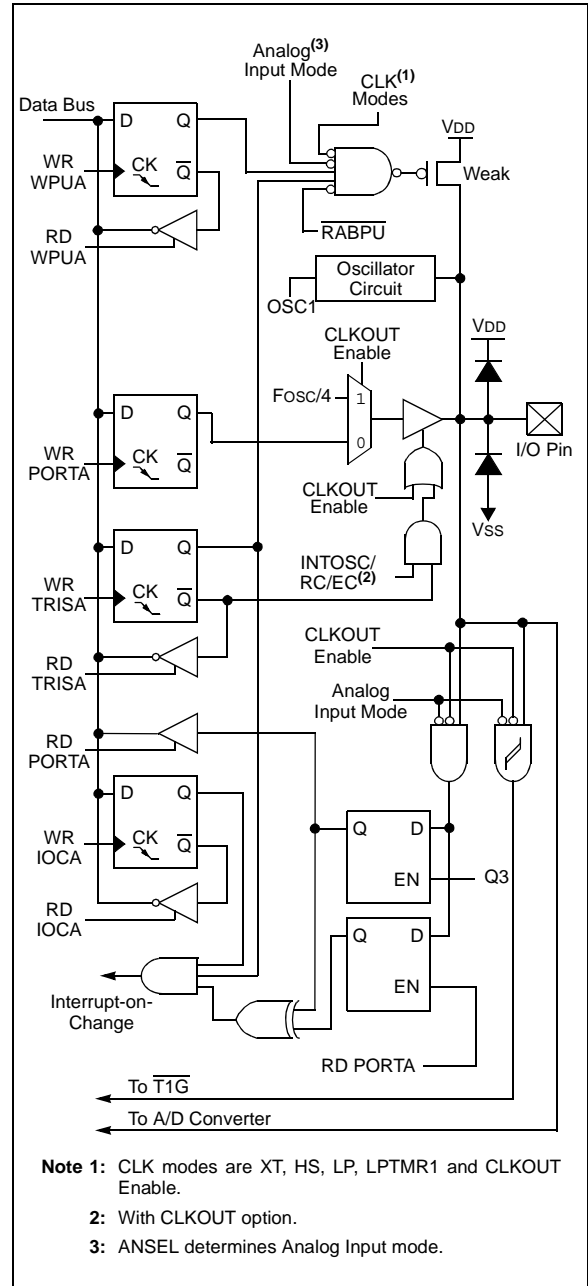 Analog(3)
Input Mode
CLK(1)
Modes
Data Bus
D Q
VDD
WR
WPUA
CK
Q
Weak
RD
WPUA
RABPU
Oscillator
Circuit
OSC1
CLKOUT
Enable
VDD
FOSC/4
1
D Q
0
I/O Pin
WR
PORTA
CK
Q
CLKOUT
Enable
VSS
D Q
INTOSC/
RC/EC(2)
WR
TRISA
CK
Q
CLKOUT
Enable
RD
TRISA
Analog
Input Mode
RD
PORTA
D Q
Q D
WR
IOCA
CK
Q
EN
Q3
RD
IOCA
Q D
EN
Interrupt-on-
Change
RD PORTA
To T1G
To A/D Converter
Note 1: CLK modes are XT, HS, LP, LPTMR1 and CLKOUT
Enable.
2: With CLKOUT option.
3: ANSEL determines Analog Input mode.